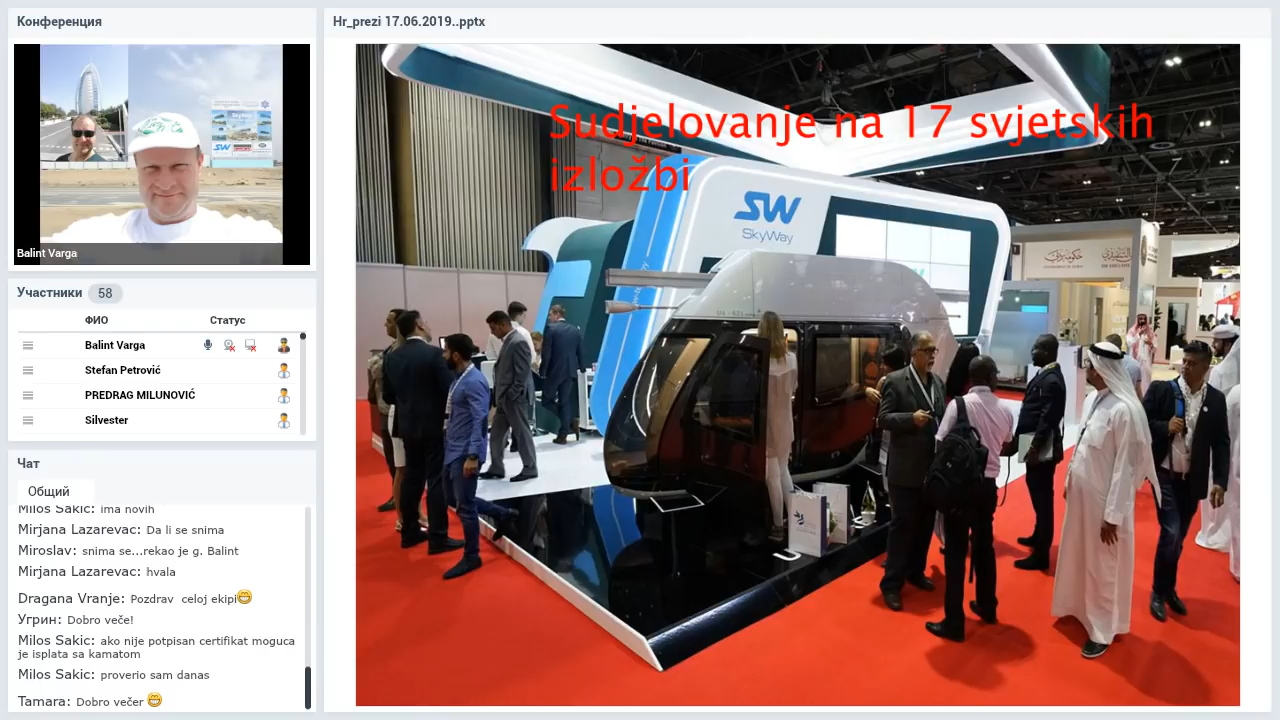 Конференция
Balint Varga
Участники 58
ФИО Статус
Balint Varga
Stefan Petrović
PREDRAG MILUNOVIĆ
Silvester
Чат
Общий
Milos Sakic: ima novih
Mirjana Lazarevac: Da li se snima
Miroslav: snima se...rekao je g. Balint
Mirjana Lazarevac: hvala
Dragana Vranje: Pozdrav celoj ekipi
Угрин: Dobro veče!
Milos Sakic: ako nije potpisan certifikat moguca
je isplata sa kamatom
Milos Sakic: proverio sam danas
Tamara: Dobro večer
Hr_prezi 17.06.2019..pptx
Sudjelovanje na 17 svjetskih
izložbi
SW
SkyWay
SW